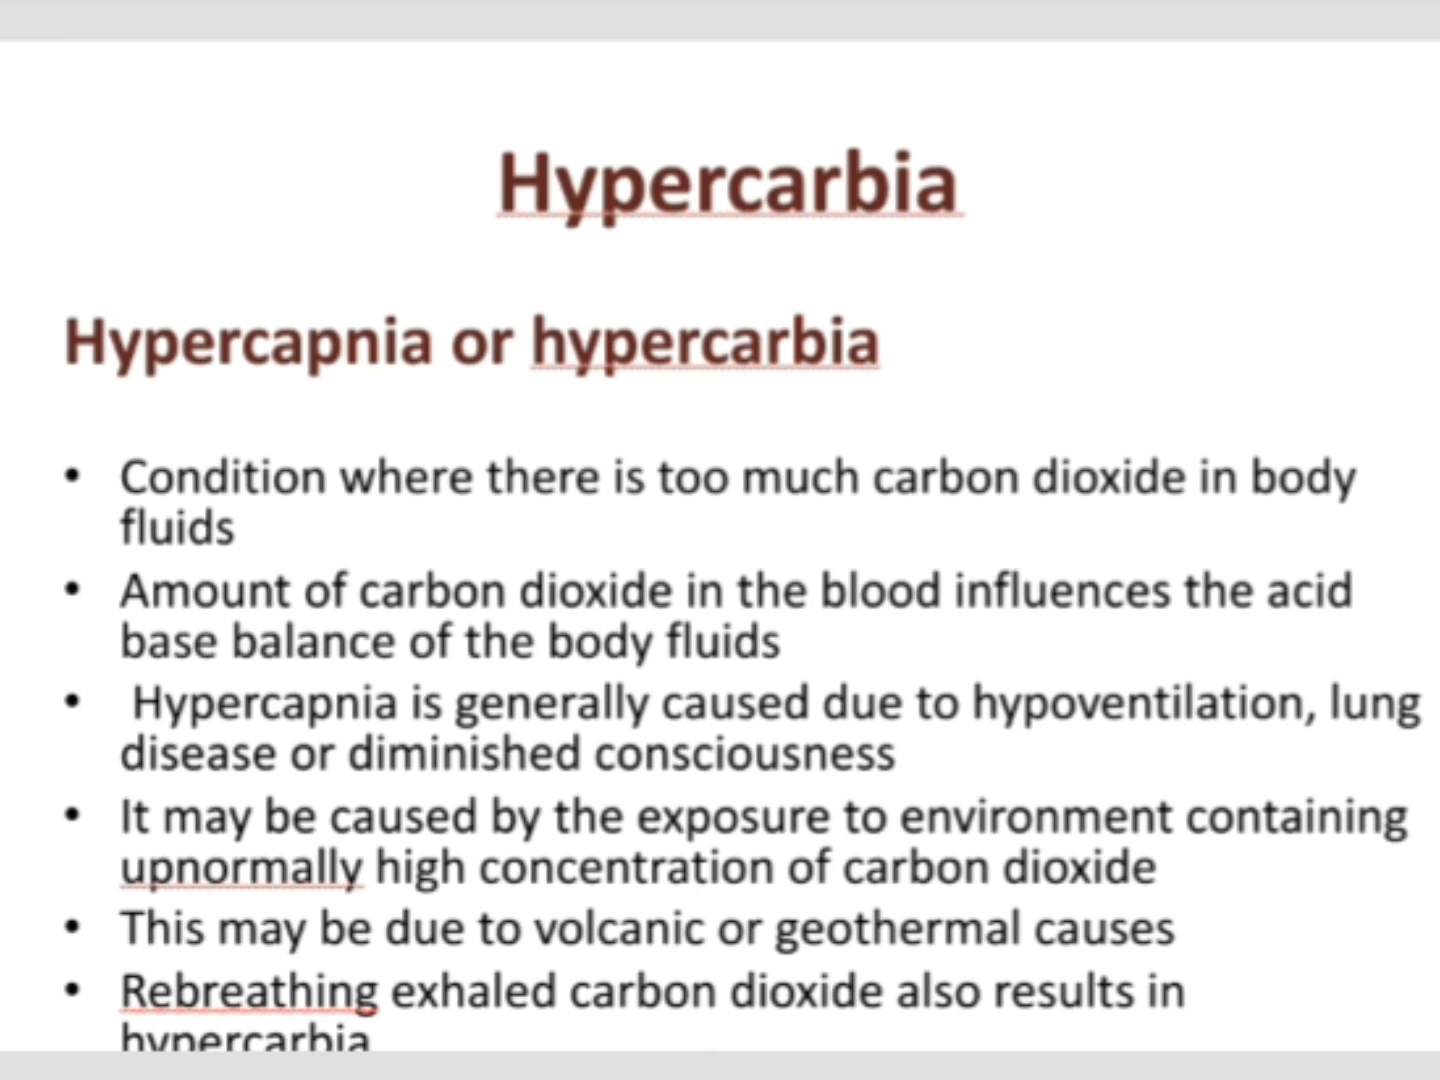 Hypercarbia
Hypercapnia or hypercarbia
• Condition where there is too much carbon dioxide in body
fluids
• Amount of carbon dioxide in the blood influences the acid
base balance of the body fluids
• Hypercapnia is generally caused due to hypoventilation, lung
disease or diminished consciousness
• It may be caused by the exposure to environment containing
upnormally high concentration of carbon dioxide
• This may be due to volcanic or geothermal causes
• Rebreathing exhaled carbon dioxide also results in
hypercarbia